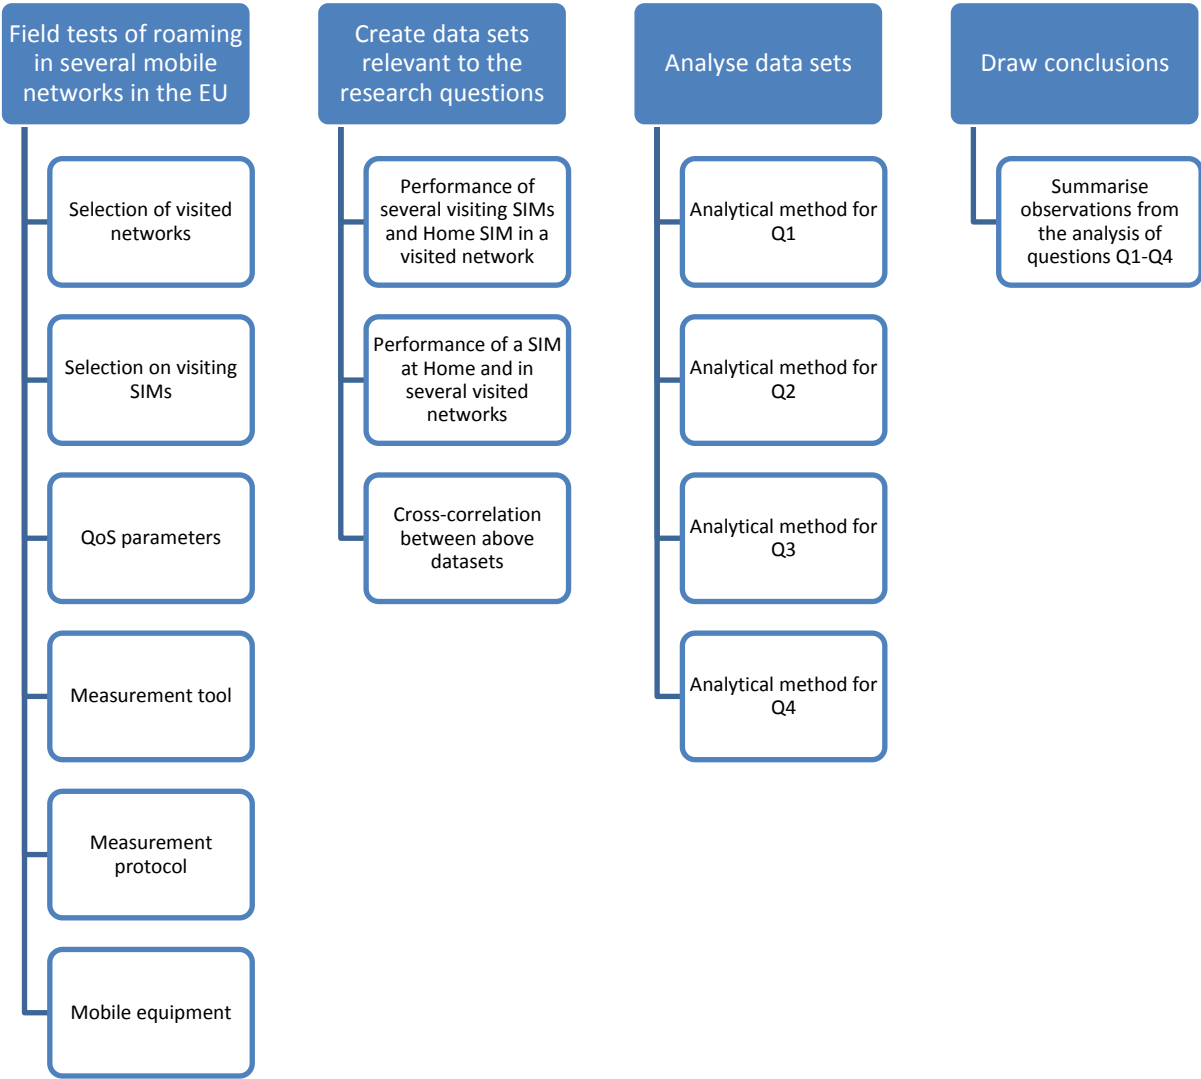 Field tests of roaming
in several mobile
networks in the EU
Selection of visited
networks
Selection on visiting
SIMs
QoS parameters
Measurement tool
Measurement
protocol
Mobile equipment
Create data sets
relevant to the
research questions
Performance of
several visiting SIMs
and Home SIM in a
visited network
Performance of a SIM
at Home and in
several visited
networks
Cross-correlation
between above
datasets
Analyse data sets
Analytical method for
Q1
Analytical method for
Q2
Analytical method for
Q3
Analytical method for
Q4
Draw conclusions
Summarise
observations from
the analysis of
questions Q1-Q4